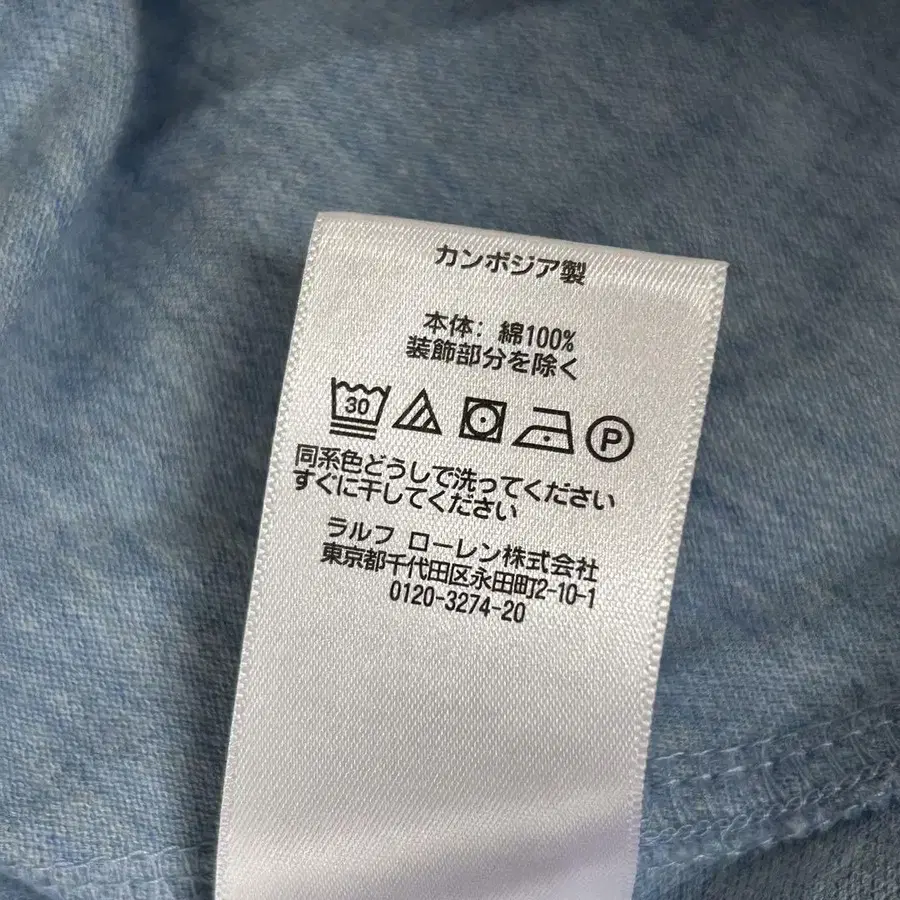 カンボジア製
本体: 綿100%
装飾部分を除く
30 P
同系色どうしで洗ってください
すぐに干してください
ラルフ ローレン株式会社
東京都千代田区永田町2-10-1
0120-3274-20